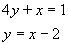 4y + x = 1
y = x − 2